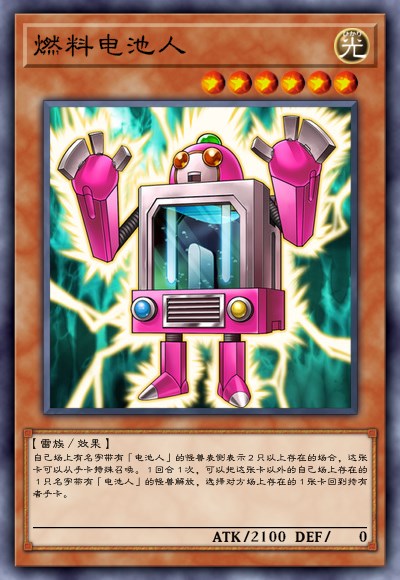 燃料电池人
光
【雷族／效果】
自己场上有名字带有「电池人」的怪兽表侧表示２只以上存在的场合，这张
卡可以从手卡特殊召唤。１回合１次，可以把这张卡以外的自己场上存在的
１只名字带有「电池人」的怪兽解放，选择对方场上存在的１张卡回到持有
者手卡。
ATK/2100 DEF/ 0